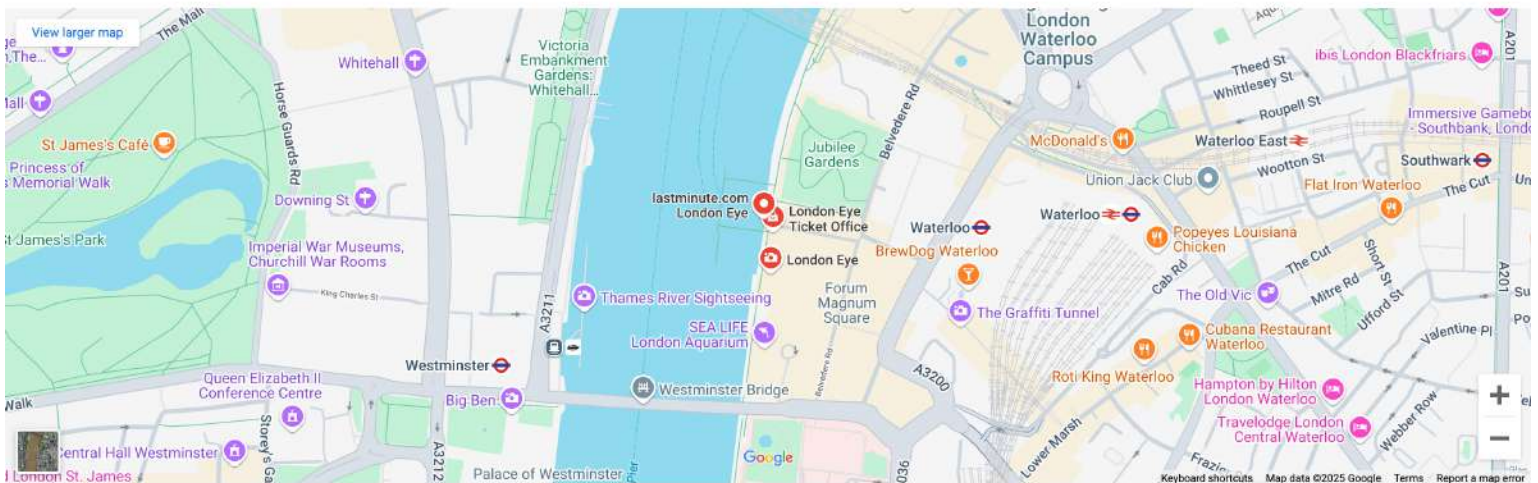 View larger map
The Mall
Whitehall
Victoria
Embankment
Gardens:
Whitehall...
London
Waterloo
Campus
A201
ibis London Blackfriars
Theed St
Whittlesey St
Roupell St
Horse Guards Rd
Belvedere Rd
Jubilee
Gardens
St James's Café
McDonald's
Waterloo East
Immersive Gamebo
- Southbank, Londo
Wootton St
Southwark
Princess of
s Memorial Walk
Downing St
Union Jack Club
Flat Iron Waterloo
The Cut
lastminute.com
London Eye
London Eye
Ticket Office
Waterloo
Waterloo
St James's Park
Imperial War Museums,
Churchill War Rooms
London Eye
BrewDog Waterloo
Popeyes Louisiana
Chicken
The Cut
Short St
Cab Rd
Mitre Rd
Ufford St
A201
King Charles St
A3211
Thames River Sightseeing
Forum
Magnum
Square
The Graffiti Tunnel
The Old Vic
SEA LIFE
London Aquarium
Cubana Restaurant
Waterloo
Valentine Pl
Westminster
Belvedere Rd
A3200
Roti King Waterloo
Queen Elizabeth II
Conference Centre
Big Ben
Westminster Bridge
Hampton by Hilton
London Waterloo
Walk
Storey's Ga
A3212
Travelodge London
Central Waterloo
Webber Row
Central Hall Westminster
Lower Marsh
d London St. James
Palace of Westminster
Pier
Google
036
Frazie
Keyboard shortcuts Map data ©2025 Google Terms Report a map error